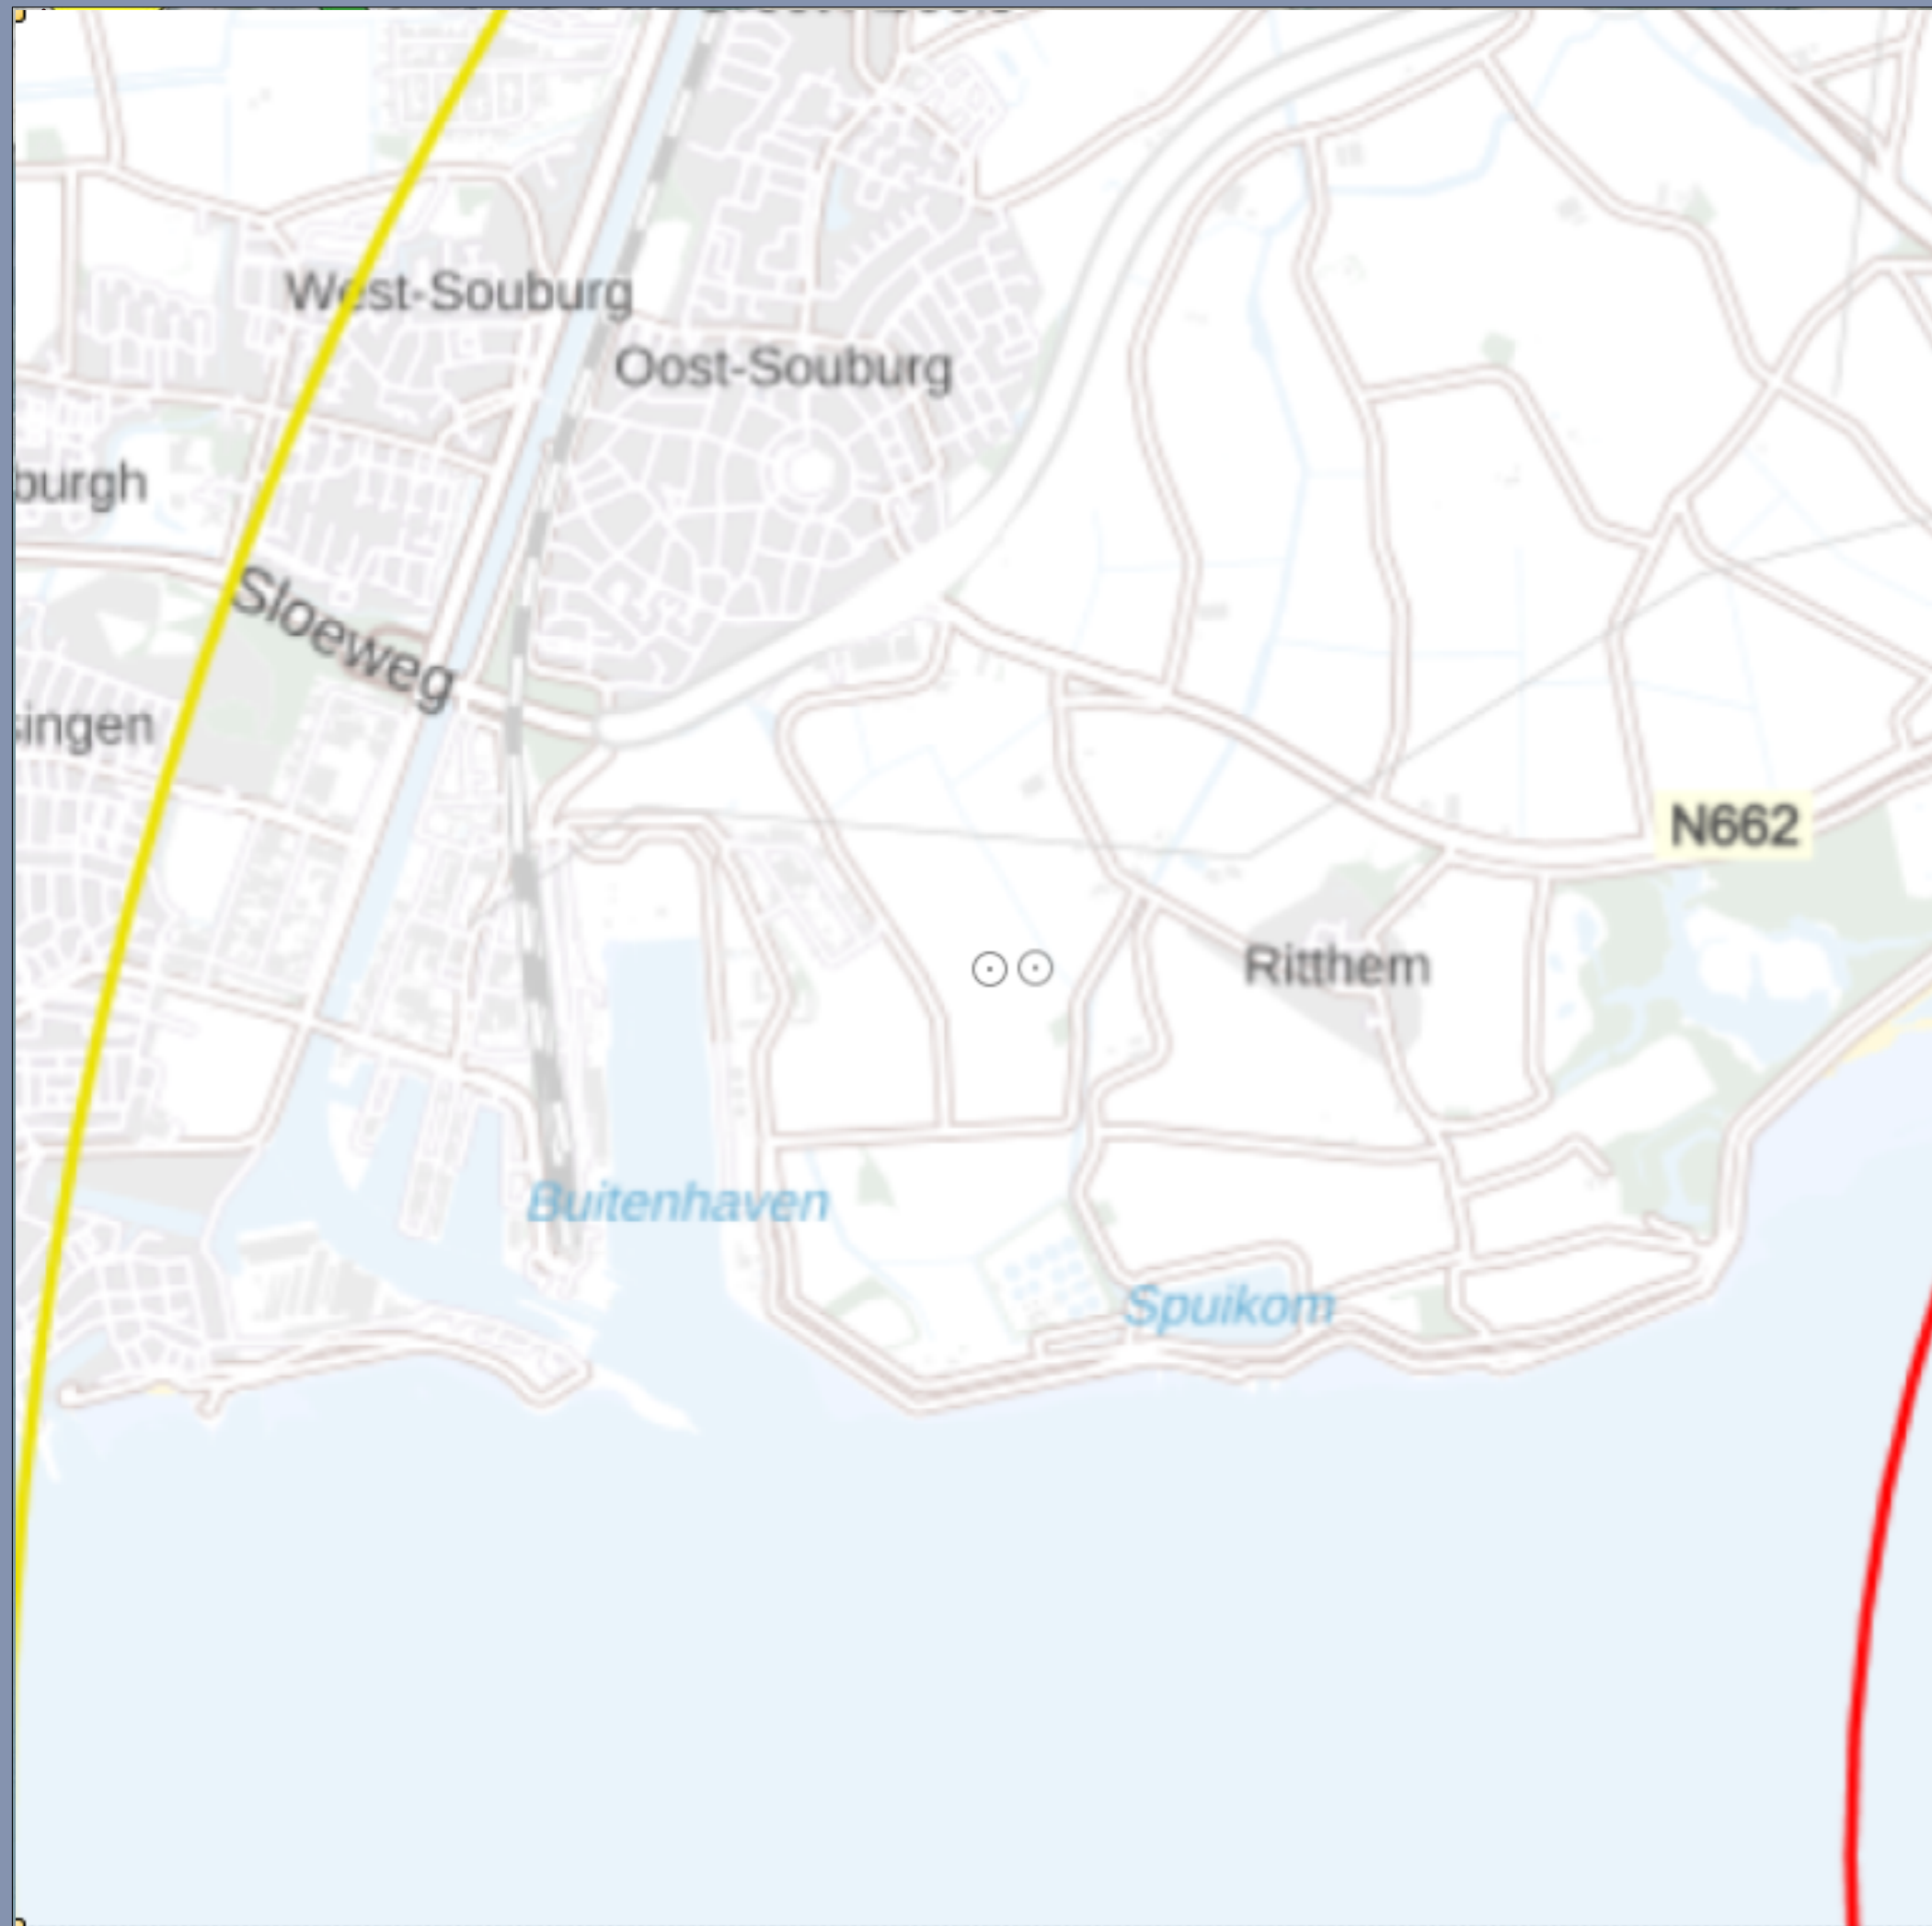 West-Souburg
Oost-Souburg
burgh
Sloeweg
singen
N662
Ritthem
Buitenhaven
Spuikom